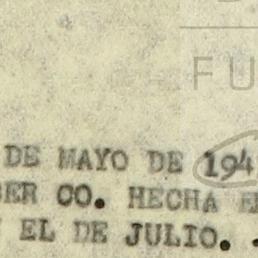 FU
DE MAYO DE 194
BER CO. HECHA E
EL DE JULIO.